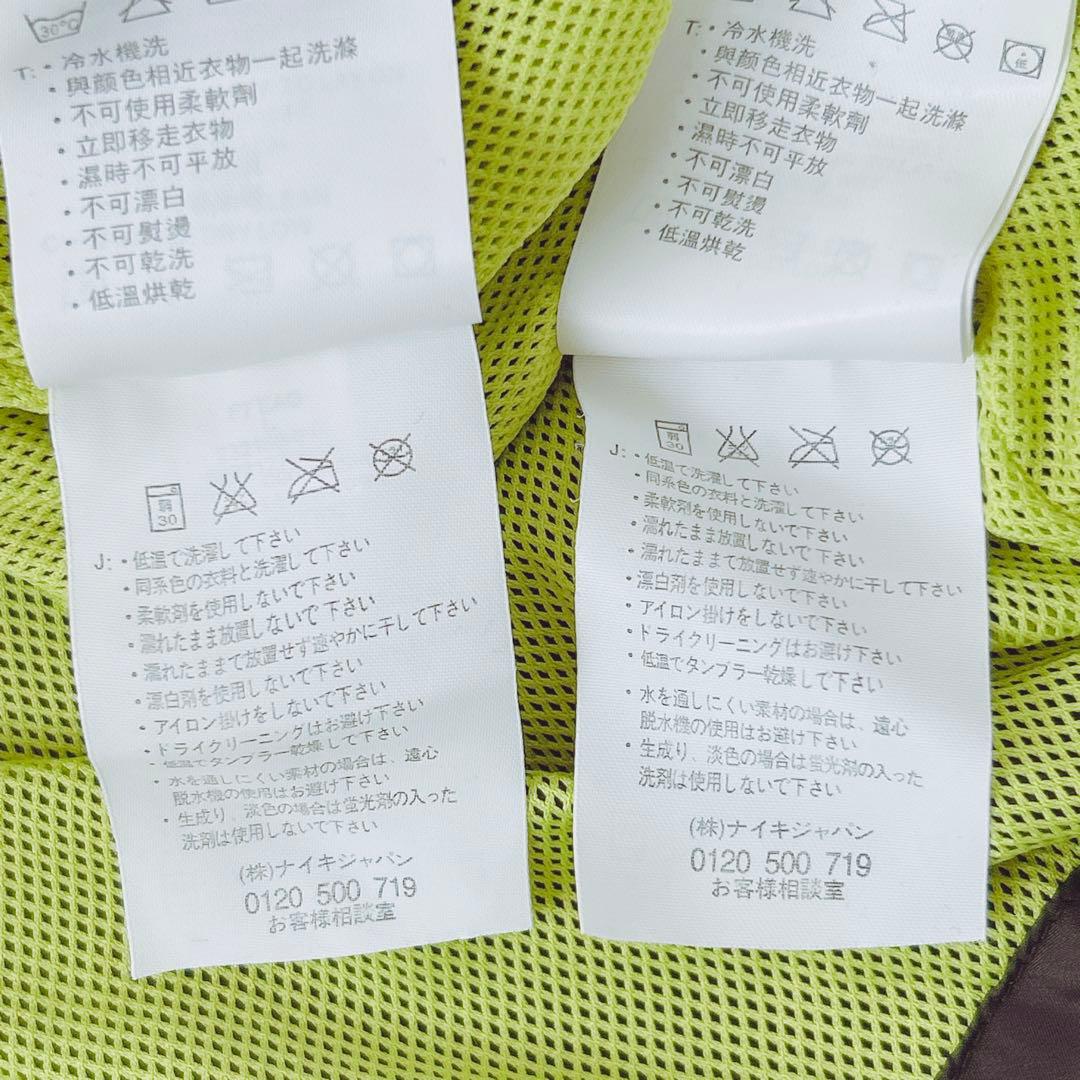 30°C
T: ・冷水機洗
・與顏色相近衣物一起洗滌
・不可使用柔軟劑
・立即移走衣物
・濕時不可平放
・不可漂白
・不可熨燙
・不可乾洗
・低溫烘乾
弱
30
J: ・低温で洗濯して下さい
・同系色の衣料と洗濯して下さい
・柔軟剤を使用しないで下さい
・濡れたまま放置しないで 下さい
・濡れたままで放置せず速やかに干して下さい
・漂白剤を使用しないで下さい
・アイロン掛けをしないで下さい
・ドライクリーニングはお避け下さい
・低温でタンブラー乾燥して下さい
・水を通しにくい素材の場合は、遠心
脱水機の使用はお避け下さい
・生成り、淡色の場合は蛍光剤の入った
洗剤は使用しないで下さい
(株)ナイキジャパン
0120 500 719
お客様相談室
低
T: ・冷水機洗
・與顏色相近衣物一起洗滌
・不可使用柔軟劑
・立即移走衣物
・濕時不可平放
・不可漂白
・不可熨燙
・不可乾洗
・低溫烘乾
弱
30
J: ・低温で洗濯して下さい
・同系色の衣料と洗濯して下さい
・柔軟剤を使用しないで下さい
・濡れたまま放置しないで 下さい
・濡れたままで放置せず速やかに干して下さい
・漂白剤を使用しないで下さい
・アイロン掛けをしないで下さい
・ドライクリーニングはお避け下さい
・低温でタンブラー乾燥して下さい
・水を通しにくい素材の場合は、遠心
脱水機の使用はお避け下さい
・生成り、淡色の場合は蛍光剤の入った
洗剤は使用しないで下さい
(株)ナイキジャパン
0120 500 719
お客様相談室